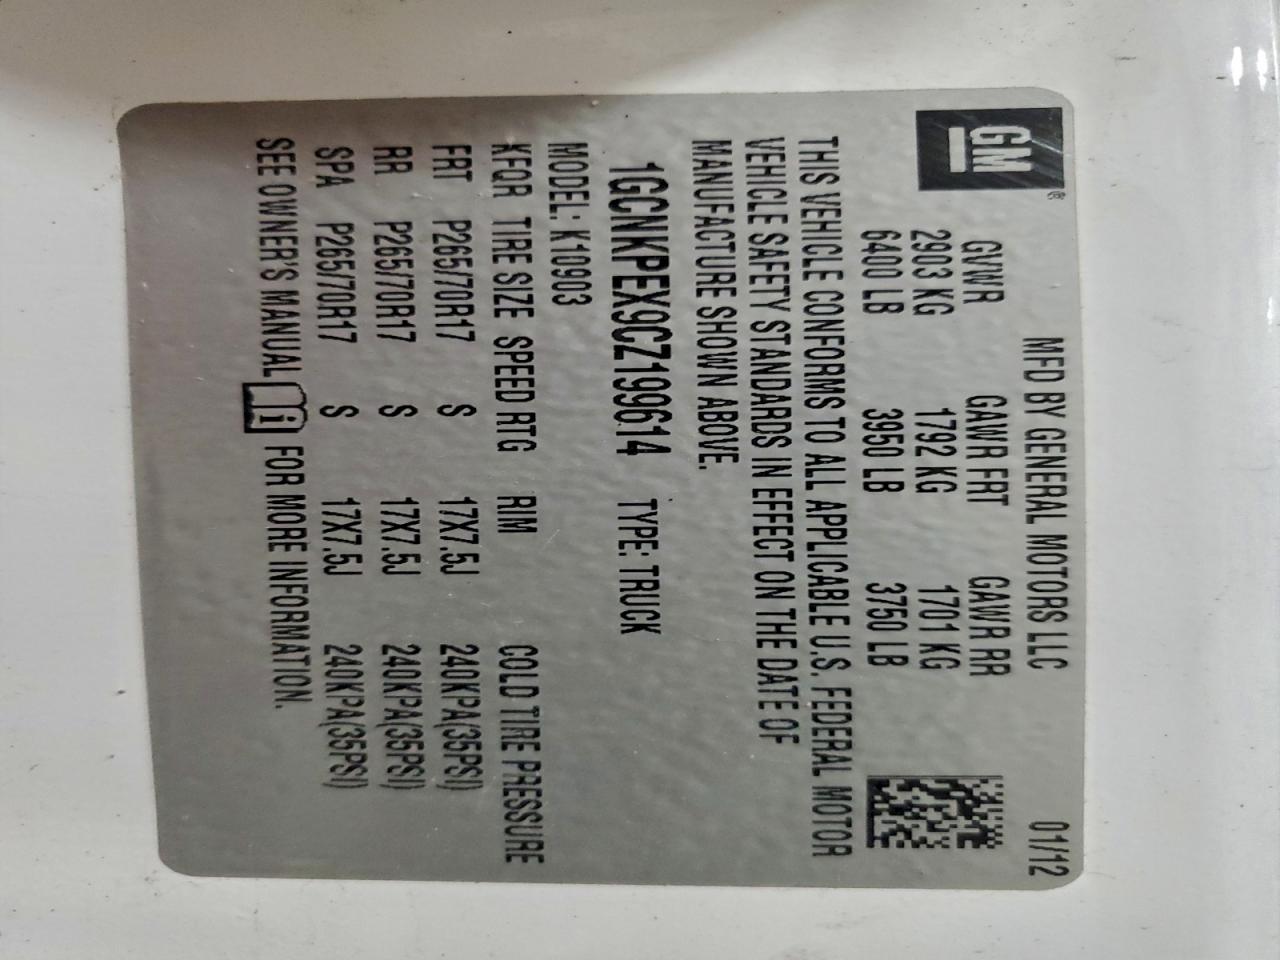 GM®
MFD BY GENERAL MOTORS LLC 01/12
GVWR GAWR FRT GAWR RR
2903 KG 1792 KG 1701 KG
6400 LB 3950 LB 3750 LB
THIS VEHICLE CONFORMS TO ALL APPLICABLE U.S. FEDERAL MOTOR
VEHICLE SAFETY STANDARDS IN EFFECT ON THE DATE OF
MANUFACTURE SHOWN ABOVE.
1GCNKPEX9CZ199614 TYPE: TRUCK
MODEL: K10903
KFQR TIRE SIZE SPEED RTG RIM COLD TIRE PRESSURE
FRT P265/70R17 S 17X7.5J 240KPA(35PSI)
RR P265/70R17 S 17X7.5J 240KPA(35PSI)
SPA P265/70R17 S 17X7.5J 240KPA(35PSI)
SEE OWNER'S MANUAL i FOR MORE INFORMATION.